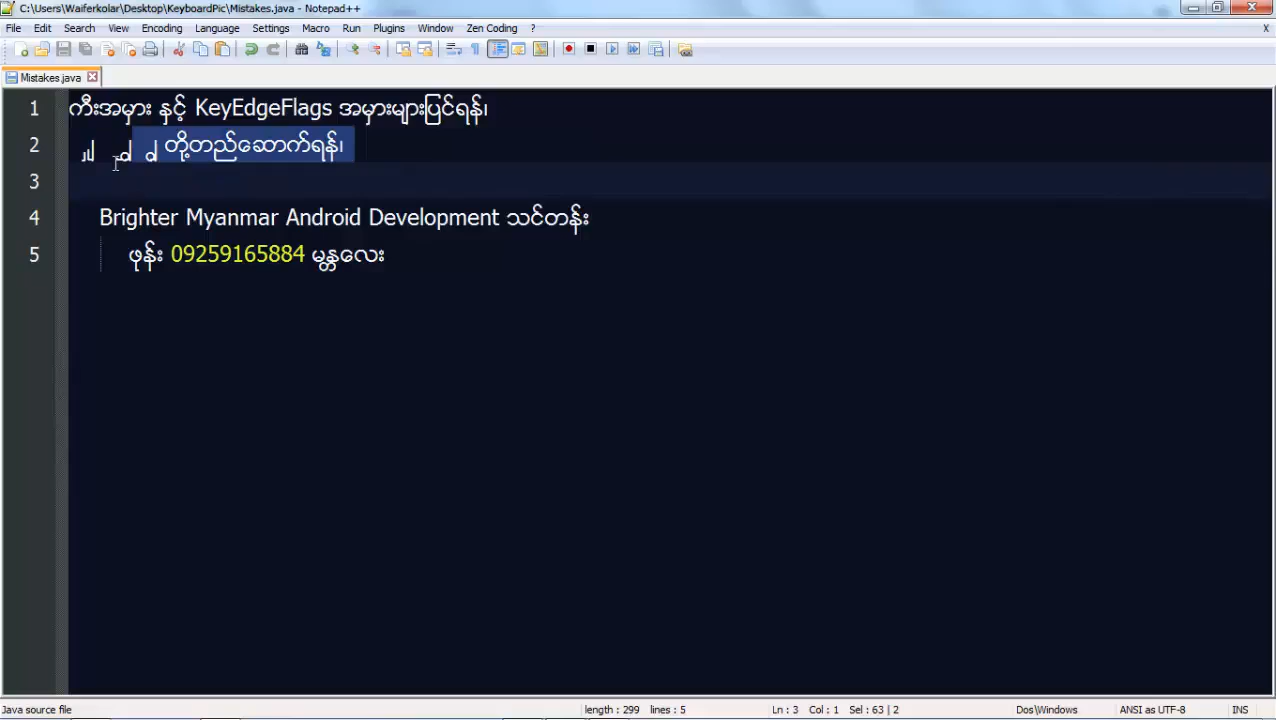 C:\Users\Waiferkolar\Desktop\KeyboardPic\Mistakes.java - Notepad++
File Edit Search View Encoding Language Settings Macro Run Plugins Window Zen Coding ? X
Mistakes.java
1 ကီးအမှား နှင့် KeyEdgeFlags အမှားများပြင်ရန်၊
2 တို့တည်ဆောက်ရန်၊
3
4 Brighter Myanmar Android Development သင်တန်း
5 ဖုန်း 09259165884 မန္တလေး
Java source file length : 299 lines : 5 Ln : 3 Col : 1 Sel : 63 | 2 Dos\Windows ANSI as UTF-8 INS